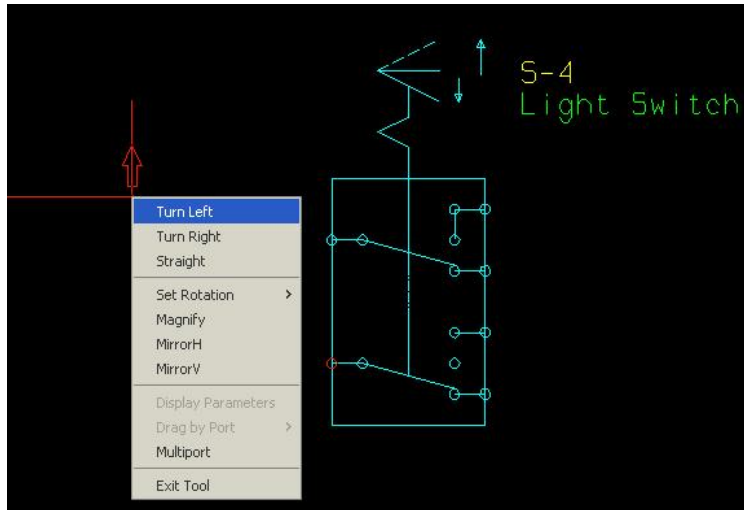 S-4
Light Switch
Turn Left
Turn Right
Straight
Set Rotation
Magnify
MirrorH
MirrorV
Display Parameters
Drag by Port
Multiport
Exit Tool